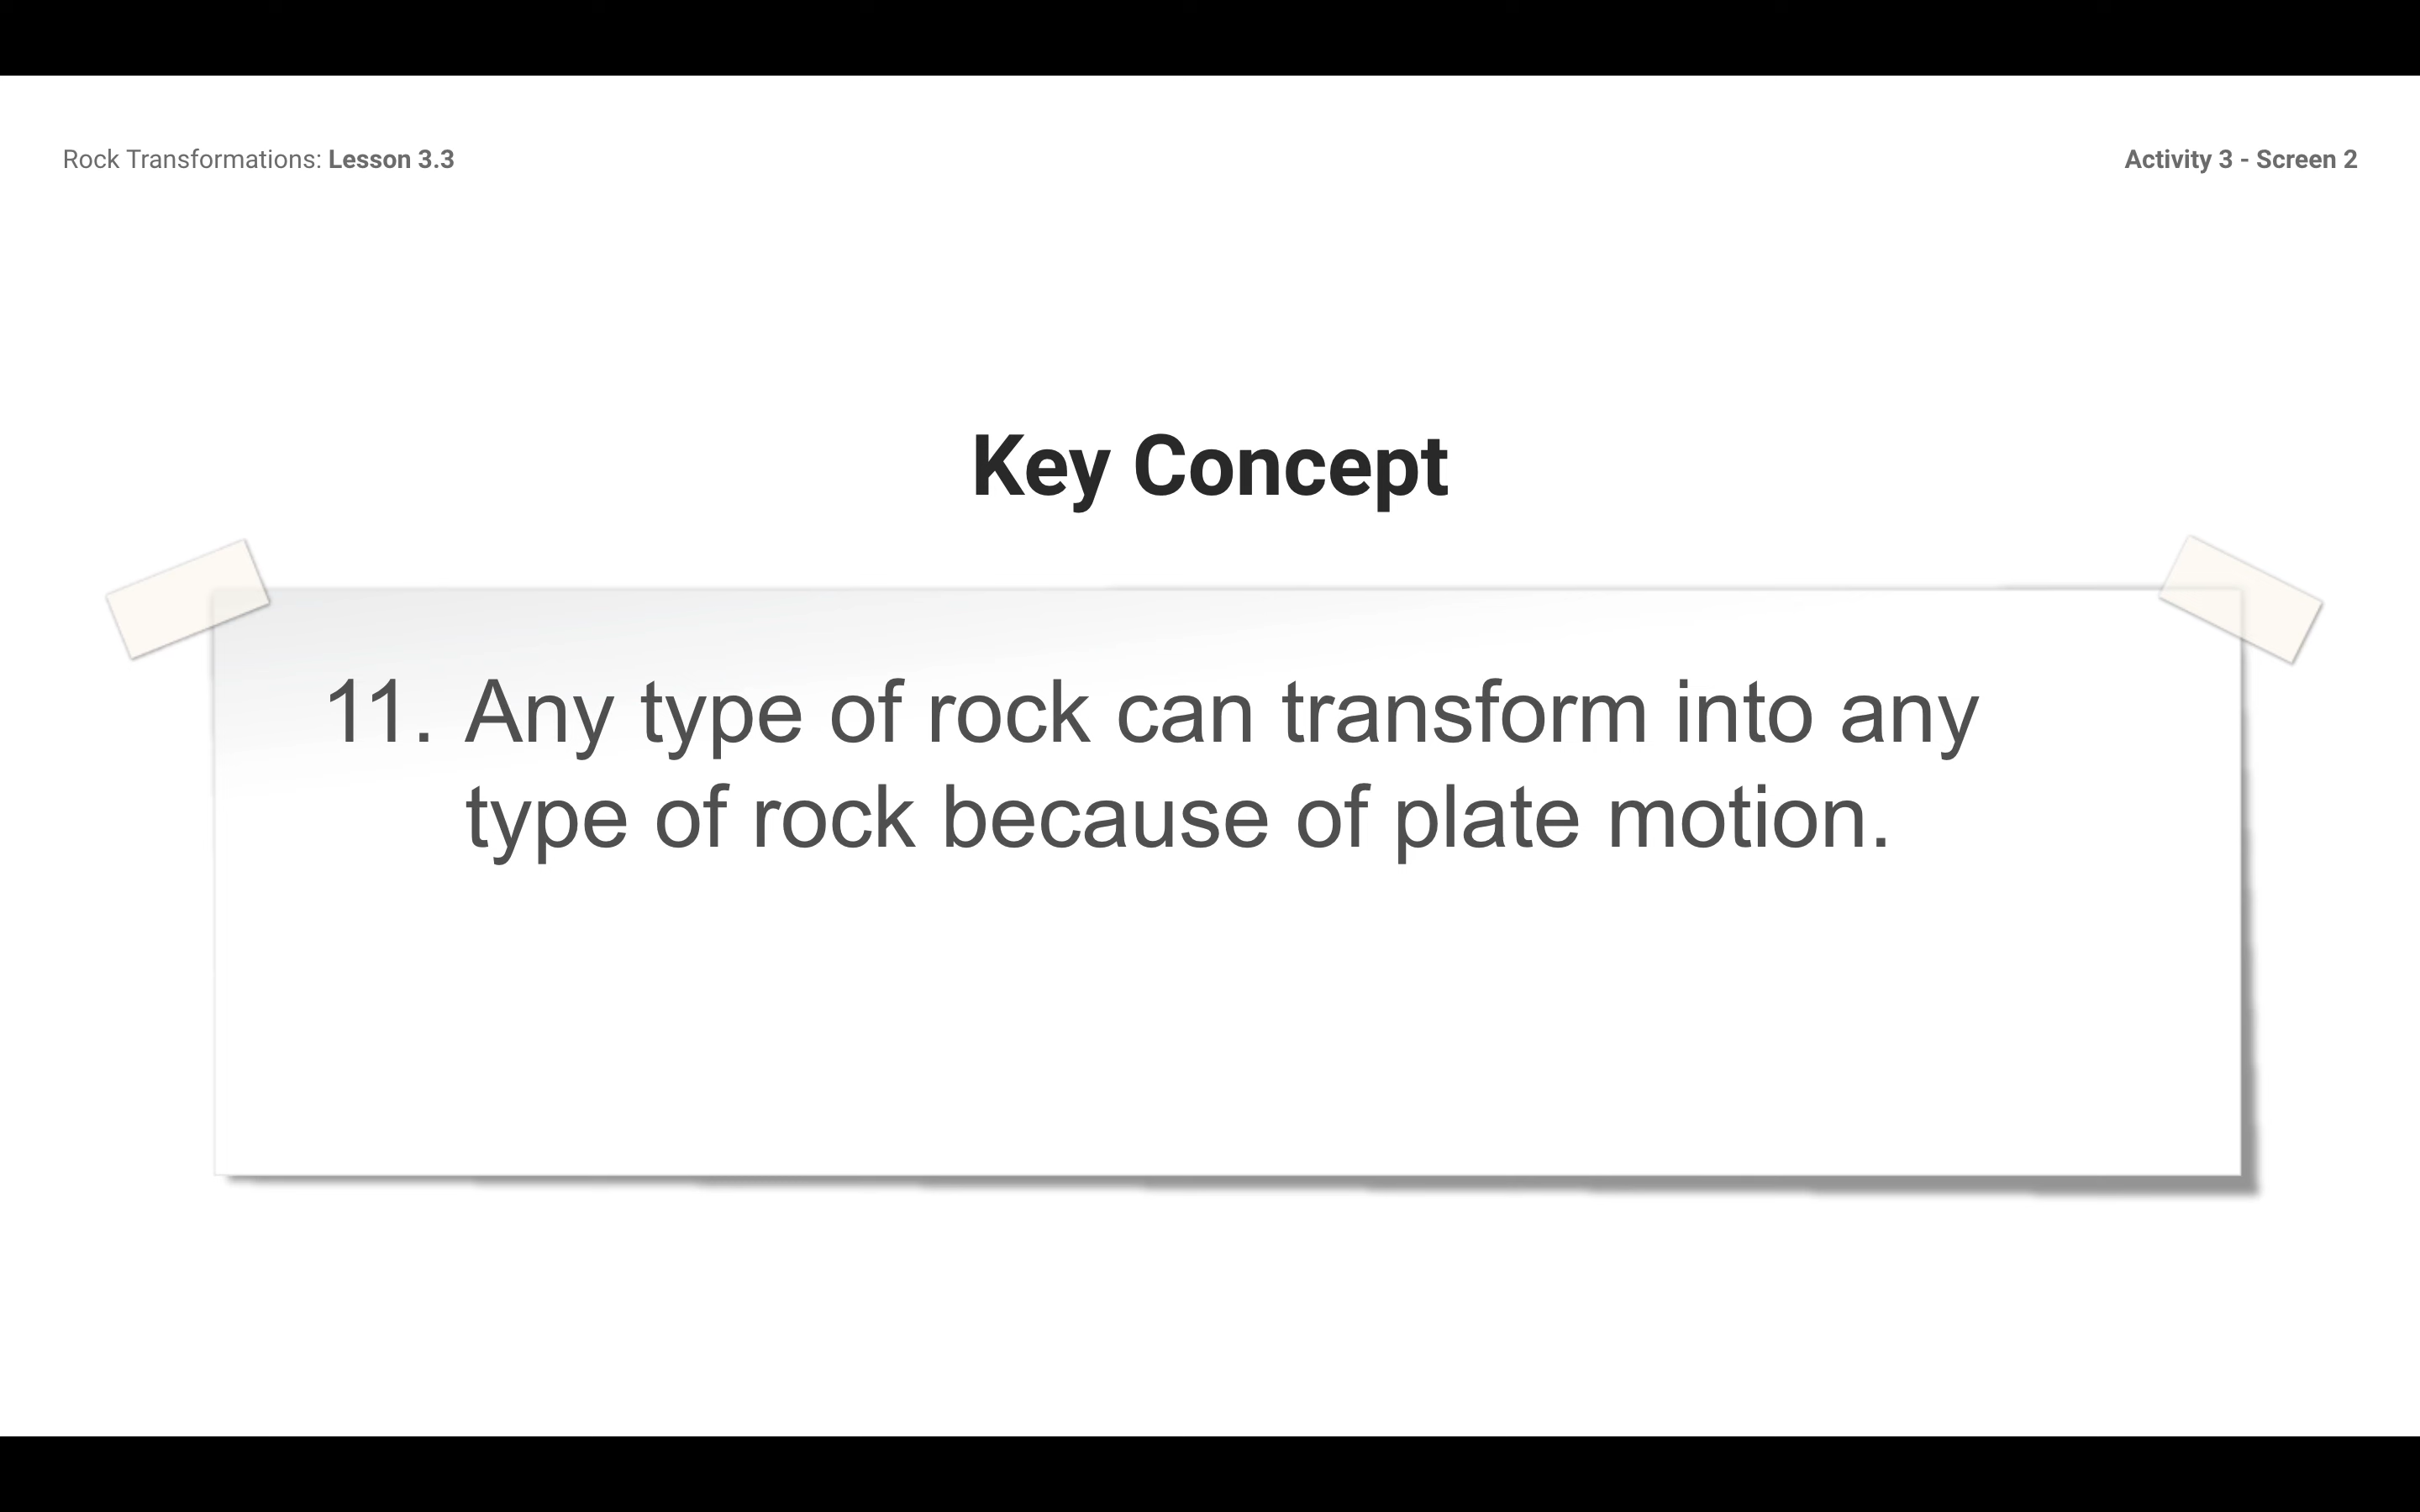 Rock Transformations: Lesson 3.3
Activity 3 - Screen 2
Key Concept
11. Any type of rock can transform into any
type of rock because of plate motion.